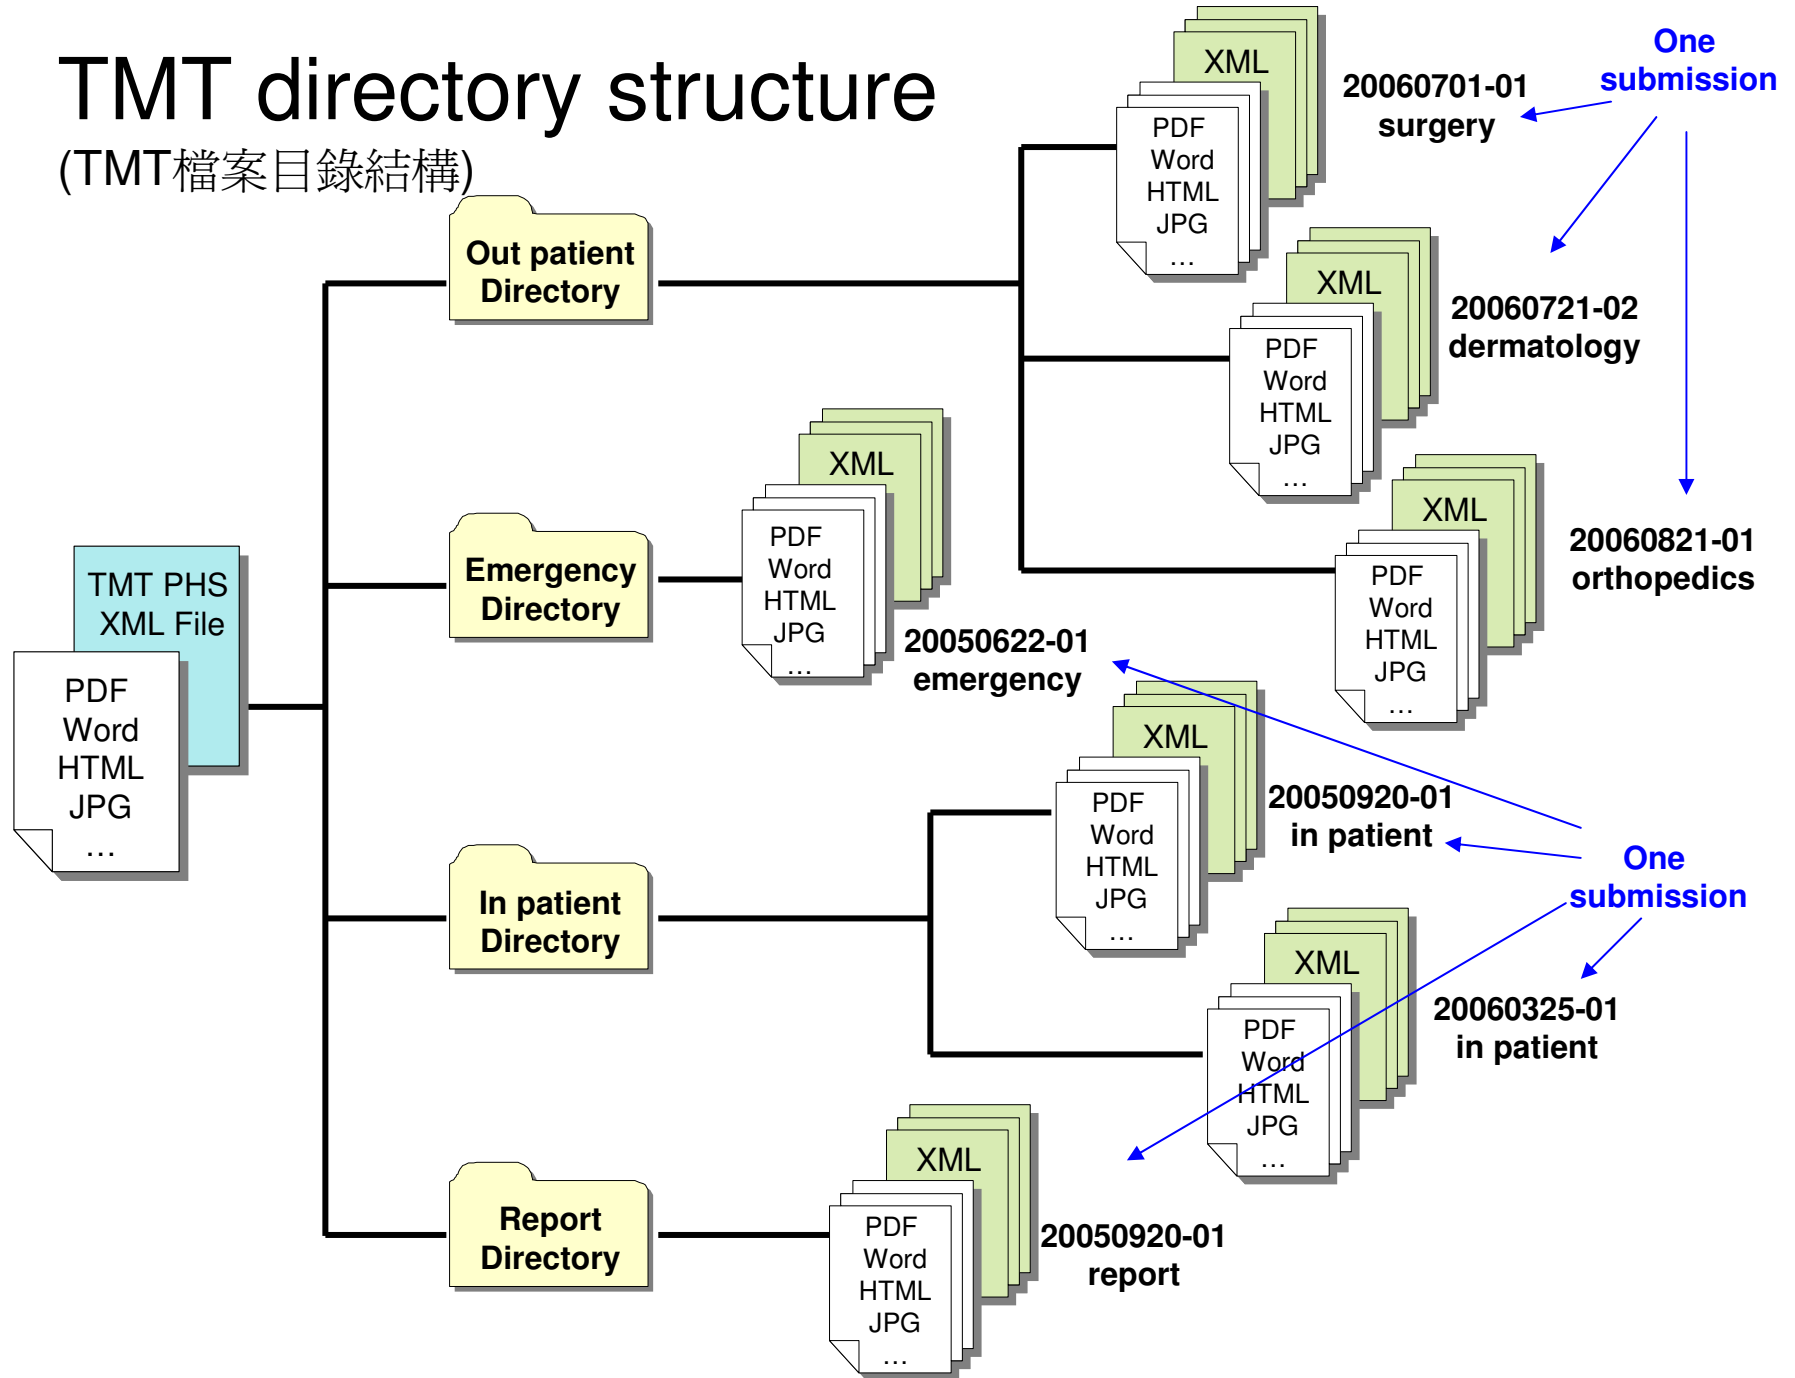 TMT directory structure
(TMT檔案目錄結構)
One
submission
XML
20060701-01
surgery
PDF
Word
HTML
JPG
…
Out patient
Directory
XML
20060721-02
dermatology
PDF
Word
HTML
JPG
…
XML
20060821-01
orthopedics
PDF
Word
HTML
JPG
…
Emergency
Directory
XML
PDF
Word
HTML
JPG
…
20050622-01
emergency
TMT PHS
XML File
PDF
Word
HTML
JPG
…
In patient
Directory
XML
20050920-01
in patient
PDF
Word
HTML
JPG
…
One
submission
XML
20060325-01
in patient
PDF
Word
HTML
JPG
…
Report
Directory
XML
20050920-01
report
PDF
Word
HTML
JPG
…